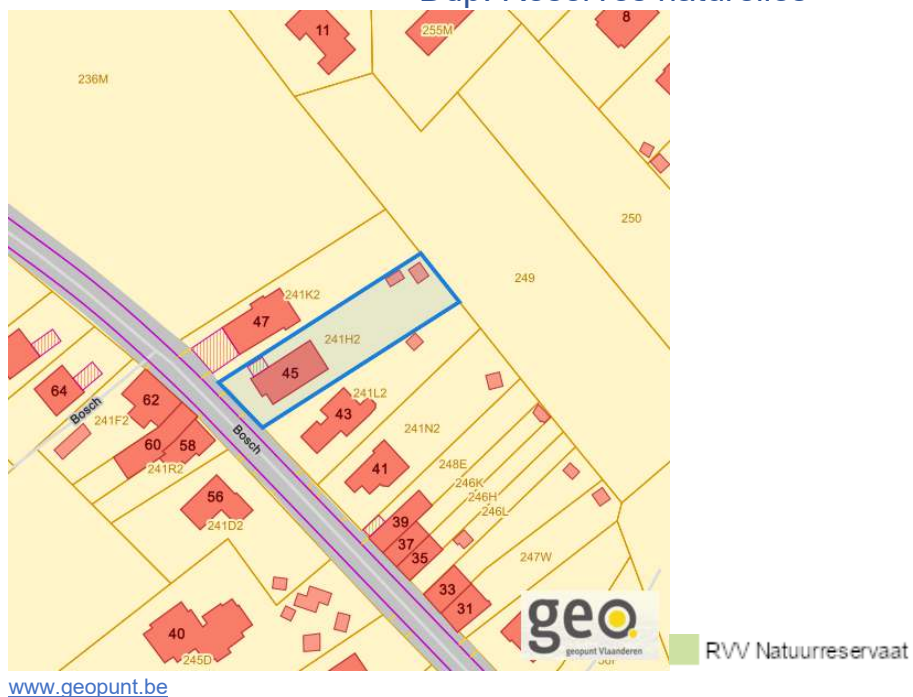 11
255M
8
236M
250
249
241K2
47
241H2
45
64
Bosch
62
241F2
241L2
43
Bosch
241N2
60
58
241R2
41
248E
246K
246H
246L
56
241D2
39
37
35
247W
33
31
40
245D
geo.
geopunt Vlaanderen
RVV Natuurreservaat
www.geopunt.be